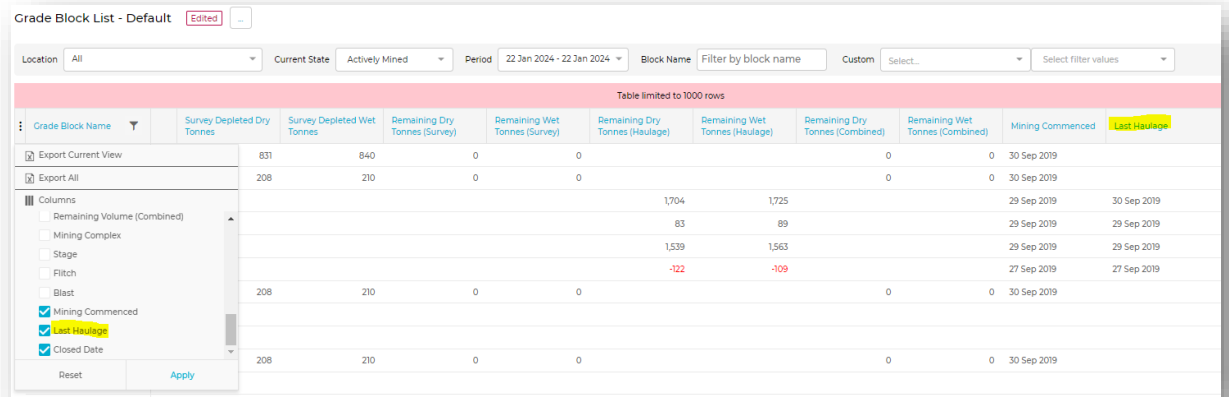 Grade Block List - Default Edited ...
Location All Current State Actively Mined Period 22 Jan 2024 - 22 Jan 2024 Block Name Filter by block name Custom Select... Select filter values
Table limited to 1000 rows
Grade Block Name Survey Depleted Dry Tonnes Survey Depleted Wet Tonnes Remaining Dry Tonnes (Survey) Remaining Wet Tonnes (Survey) Remaining Dry Tonnes (Haulage) Remaining Wet Tonnes (Haulage) Remaining Dry Tonnes (Combined) Remaining Wet Tonnes (Combined) Mining Commenced Last Haulage
Export Current View 831 840 0 0 0 0 30 Sep 2019
Export All 208 210 0 0 0 0 30 Sep 2019
Columns 1,704 1,725 29 Sep 2019 30 Sep 2019
Remaining Volume (Combined)
Mining Complex 83 89 29 Sep 2019 29 Sep 2019
Stage 1,539 1,563 29 Sep 2019 29 Sep 2019
Flitch -122 -109 27 Sep 2019 27 Sep 2019
Blast 208 210 0 0 0 0 30 Sep 2019
Mining Commenced
Last Haulage
Closed Date 208 210 0 0 0 0 30 Sep 2019
Reset Apply